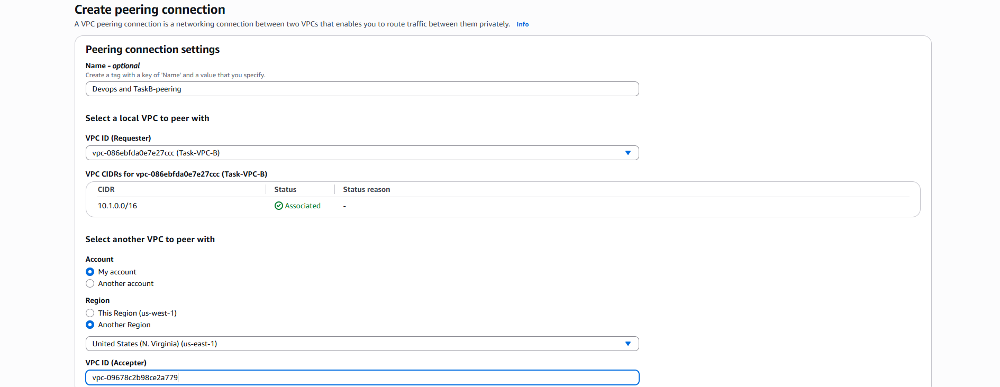 Create peering connection
A VPC peering connection is a networking connection between two VPCs that enables you to route traffic between them privately. Info
Peering connection settings
Name - optional
Create a tag with a key of 'Name' and a value that you specify.
Devops and TaskB-peering
Select a local VPC to peer with
VPC ID (Requester)
vpc-086ebfda0e7e27ccc (Task-VPC-B)
VPC CIDRs for vpc-086ebfda0e7e27ccc (Task-VPC-B)
CIDR Status Status reason
10.1.0.0/16 Associated -
Select another VPC to peer with
Account
My account
Another account
Region
This Region (us-west-1)
Another Region
United States (N. Virginia) (us-east-1)
VPC ID (Accepter)
vpc-09678c2b98ce2a779